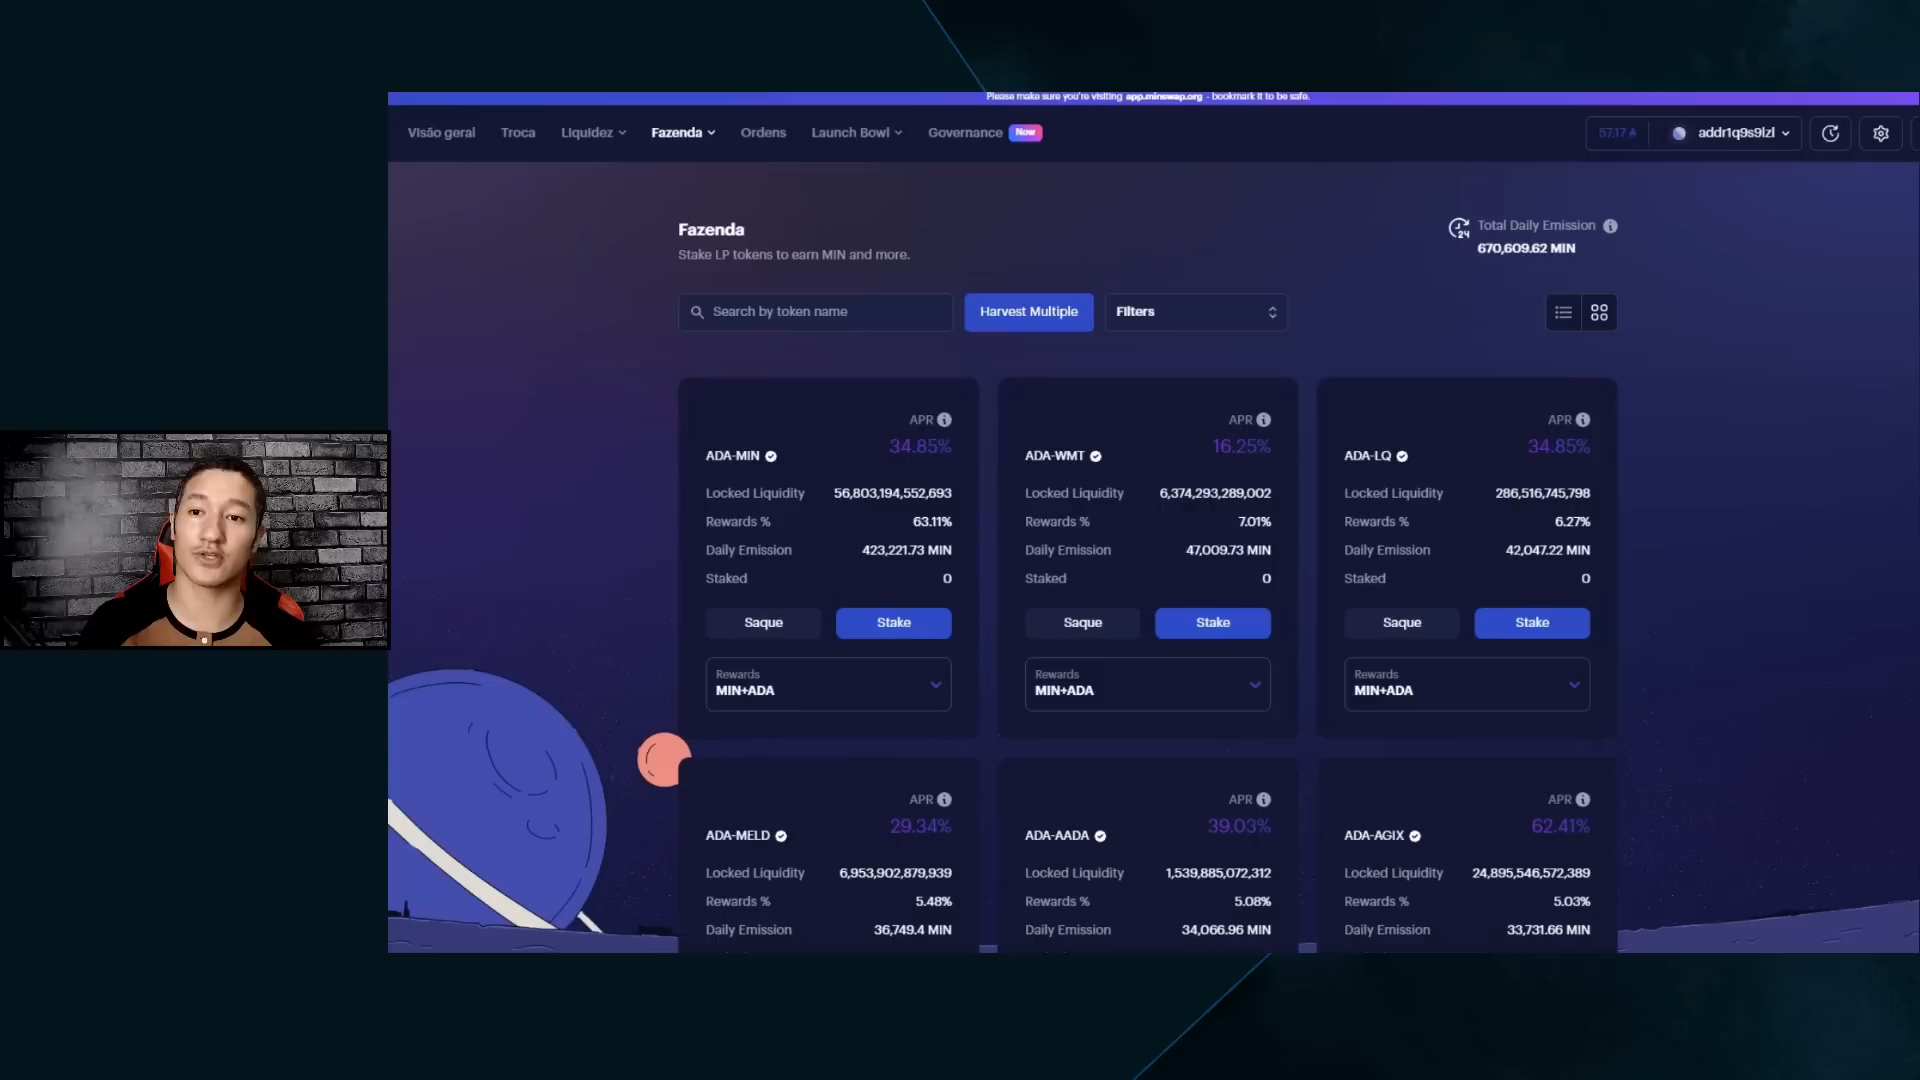 Please make sure you're visiting app.minswap.org - bookmark it to be safe.
Visão geral Troca Liquidez Fazenda Ordens Launch Bowl Governance New 57.17 ₳ addr1q9s9lzl
Fazenda
Stake LP tokens to earn MIN and more.
Total Daily Emission
670,609.62 MIN
24
Search by token name Harvest Multiple Filters
APR APR APR
ADA-MIN 34.85% ADA-WMT 16.25% ADA-LQ 34.85%
Locked Liquidity 56,803,194,552,693 Locked Liquidity 6,374,293,289,002 Locked Liquidity 286,516,745,798
Rewards % 63.11% Rewards % 7.01% Rewards % 6.27%
Daily Emission 423,221.73 MIN Daily Emission 47,009.73 MIN Daily Emission 42,047.22 MIN
Staked 0 Staked 0 Staked 0
Saque Stake Saque Stake Saque Stake
Rewards Rewards Rewards
MIN+ADA MIN+ADA MIN+ADA
APR APR APR
ADA-MELD 29.34% ADA-AADA 39.03% ADA-AGIX 62.41%
Locked Liquidity 6,953,902,879,939 Locked Liquidity 1,539,885,072,312 Locked Liquidity 24,895,546,572,389
Rewards % 5.48% Rewards % 5.08% Rewards % 5.03%
Daily Emission 36,749.4 MIN Daily Emission 34,066.96 MIN Daily Emission 33,731.66 MIN